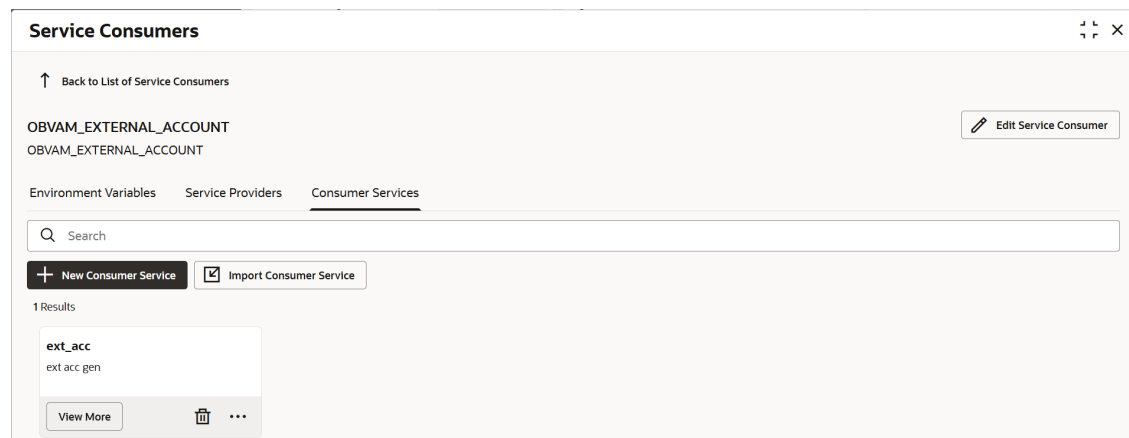 Service Consumers
Back to List of Service Consumers
OBVAM_EXTERNAL_ACCOUNT
Edit Service Consumer
OBVAM_EXTERNAL_ACCOUNT
Environment Variables Service Providers Consumer Services
Search
New Consumer Service Import Consumer Service
1 Results
ext_acc
ext acc gen
View More